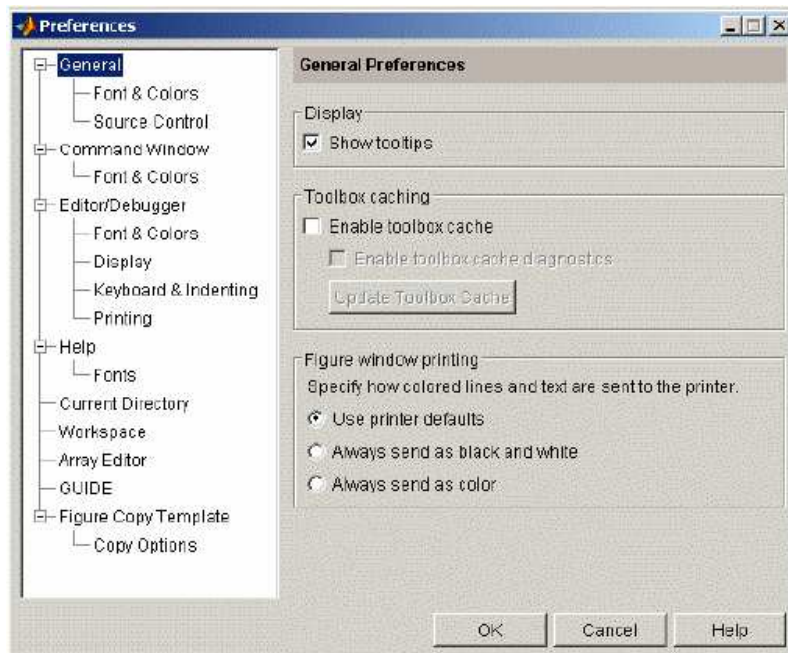 Preferences
General
Font & Colors
Source Control
Command Window
Font & Colors
Editor/Debugger
Font & Colors
Display
Keyboard & Indenting
Printing
Help
Fonts
Current Directory
Workspace
Array Editor
GUIDE
Figure Copy Template
Copy Options
General Preferences
Display
Show tooltips
Toolbox caching
Enable toolbox cache
Enable toolbox cache diagnostics
Update Toolbox Cache
Figure window printing
Specify how colored lines and text are sent to the printer.
Use printer defaults
Always send as black and white
Always send as color
OK
Cancel
Help